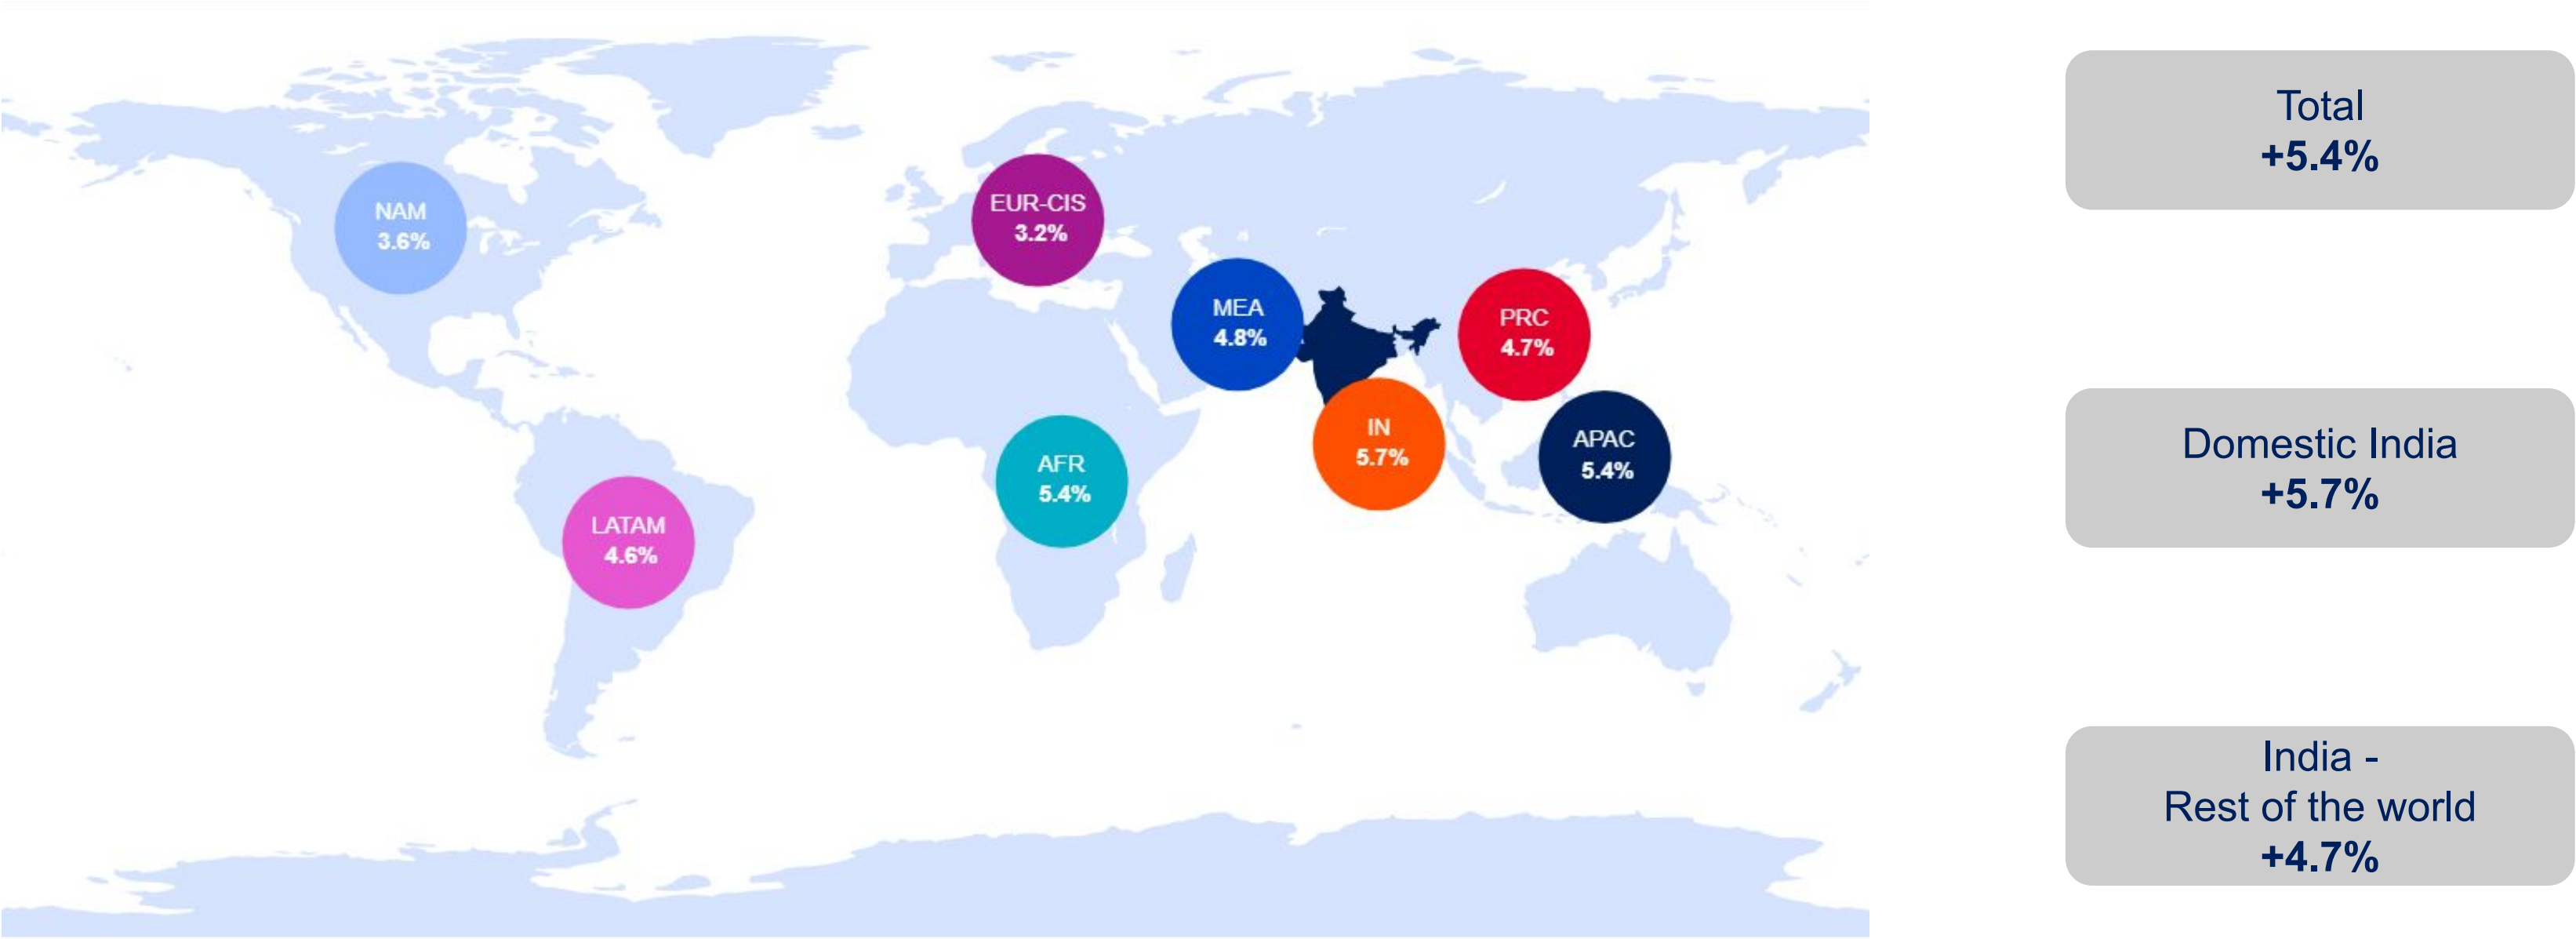 NAM
3.6%
EUR-CIS
3.2%
MEA
4.8%
PRC
4.7%
IN
5.7%
APAC
5.4%
AFR
5.4%
LATAM
4.6%
Total
+5.4%
Domestic India
+5.7%
India -
Rest of the world
+4.7%